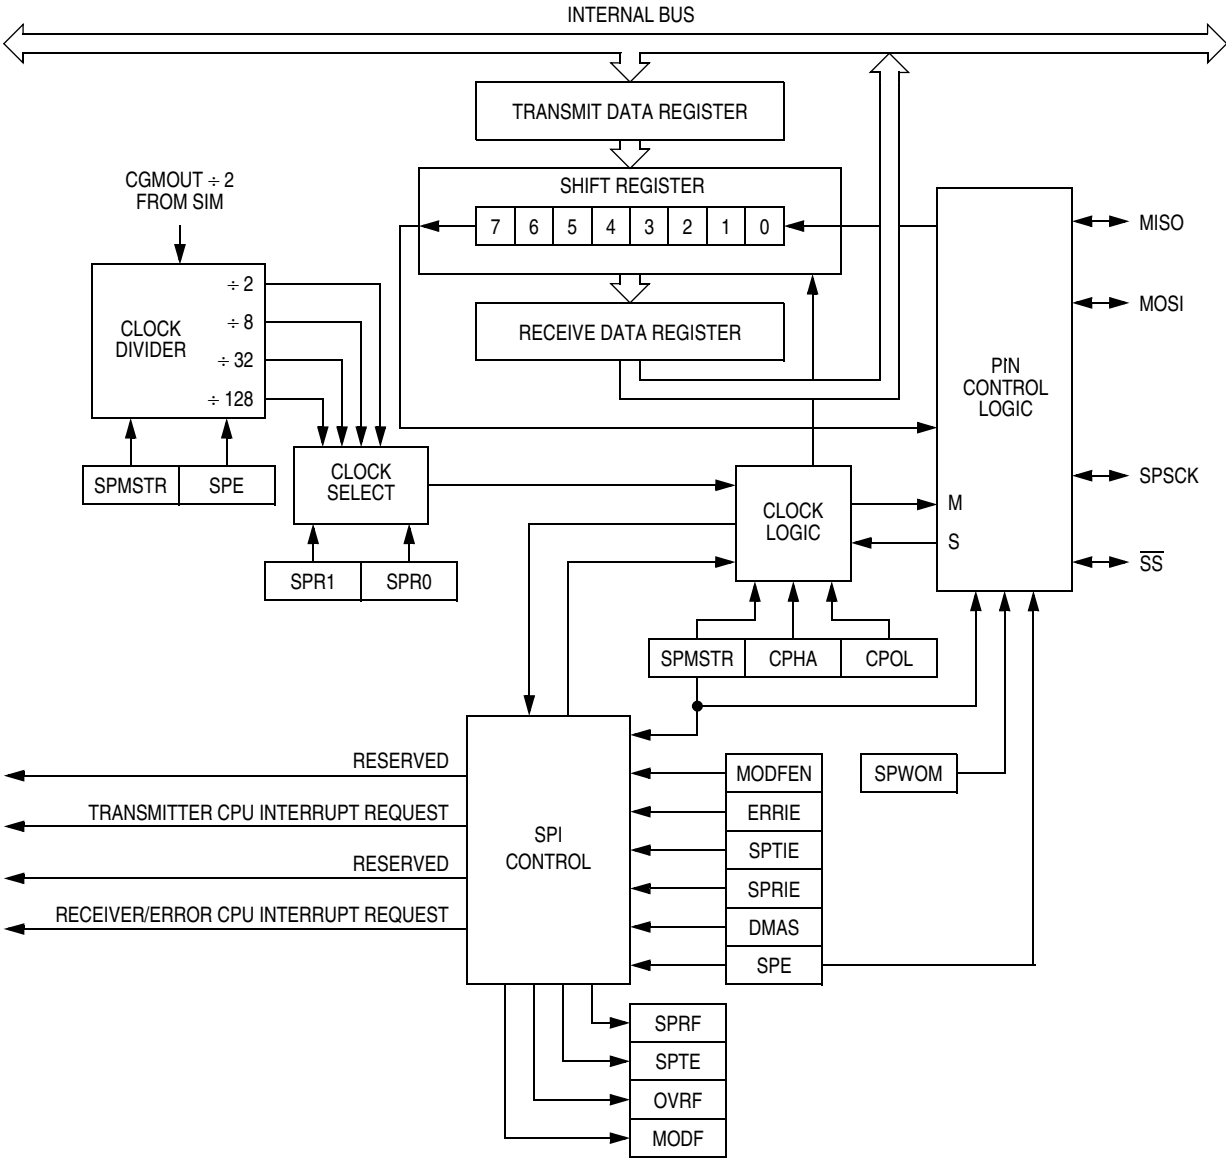 INTERNAL BUS
TRANSMIT DATA REGISTER
CGMOUT ÷ 2
FROM SIM
SHIFT REGISTER
7 6 5 4 3 2 1 0
MISO
÷ 2
CLOCK
DIVIDER
÷ 8
÷ 32
÷ 128
RECEIVE DATA REGISTER
MOSI
PIN
CONTROL
LOGIC
SPMSTR SPE
CLOCK
SELECT
SPR1 SPR0
CLOCK
LOGIC
M
S
SPSCK
SS
SPMSTR CPHA CPOL
RESERVED
TRANSMITTER CPU INTERRUPT REQUEST
RESERVED
RECEIVER/ERROR CPU INTERRUPT REQUEST
SPI
CONTROL
MODFEN
ERRIE
SPTIE
SPRIE
DMAS
SPE
SPWOM
SPRF
SPTE
OVRF
MODF